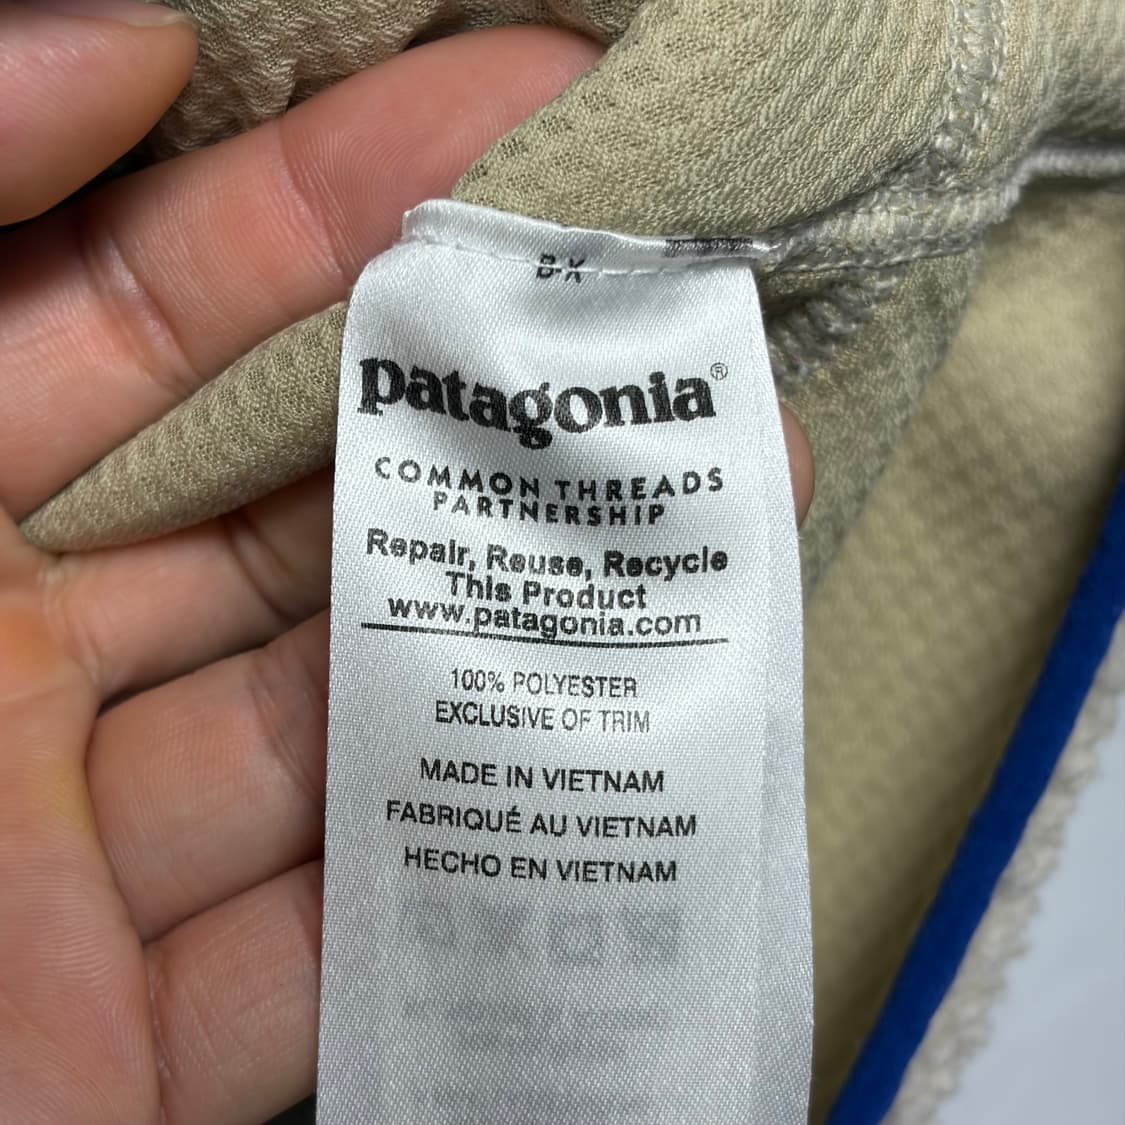 B-X
patagonia®
COMMON THREADS
PARTNERSHIP
Repair, Reuse, Recycle
This Product
www.patagonia.com
100% POLYESTER
EXCLUSIVE OF TRIM
MADE IN VIETNAM
FABRIQUÉ AU VIETNAM
HECHO EN VIETNAM